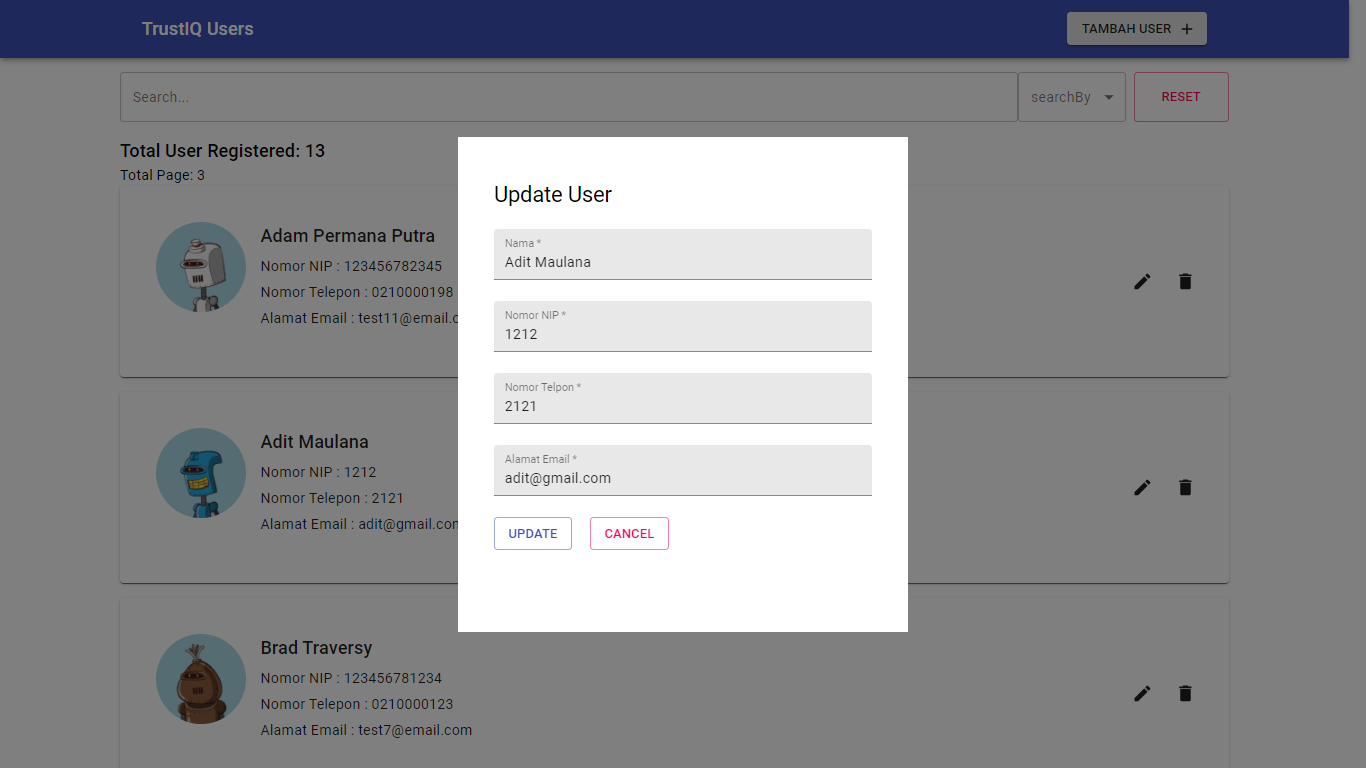 TrustIQ Users
TAMBAH USER
Search...
searchBy
RESET
Total User Registered: 13
Total Page: 3
Adam Permana Putra
Nomor NIP : 123456782345
Nomor Telepon : 0210000198
Alamat Email : test11@email.c
Adit Maulana
Nomor NIP : 1212
Nomor Telepon : 2121
Alamat Email : adit@gmail.com
Brad Traversy
Nomor NIP : 123456781234
Nomor Telepon : 0210000123
Alamat Email : test7@email.com
Update User
Nama *
Adit Maulana
Nomor NIP *
1212
Nomor Telpon *
2121
Alamat Email *
adit@gmail.com
UPDATE
CANCEL